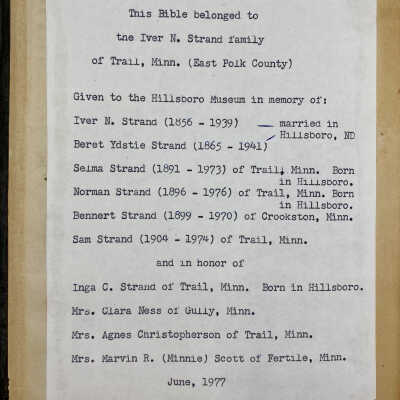 This Bible belonged to
the Iver N. Strand family
of Trail, Minn. (East Polk County)
Given to the Hillsboro Museum in memory of:
Iver N. Strand (1856 - 1939) — married in
Hillsboro, ND
Beret Ydstie Strand (1865 - 1941)
Selma Strand (1891 - 1973) of Trail, Minn. Born
in Hillsboro.
Norman Strand (1896 - 1976) of Trail, Minn. Born
in Hillsboro.
Bennert Strand (1899 - 1970) of Crookston, Minn.
Sam Strand (1904 - 1974) of Trail, Minn.
and in honor of
Inga C. Strand of Trail, Minn. Born in Hillsboro.
Mrs. Clara Ness of Gully, Minn.
Mrs. Agnes Christopherson of Trail, Minn.
Mrs. Marvin R. (Minnie) Scott of Fertile, Minn.
June, 1977